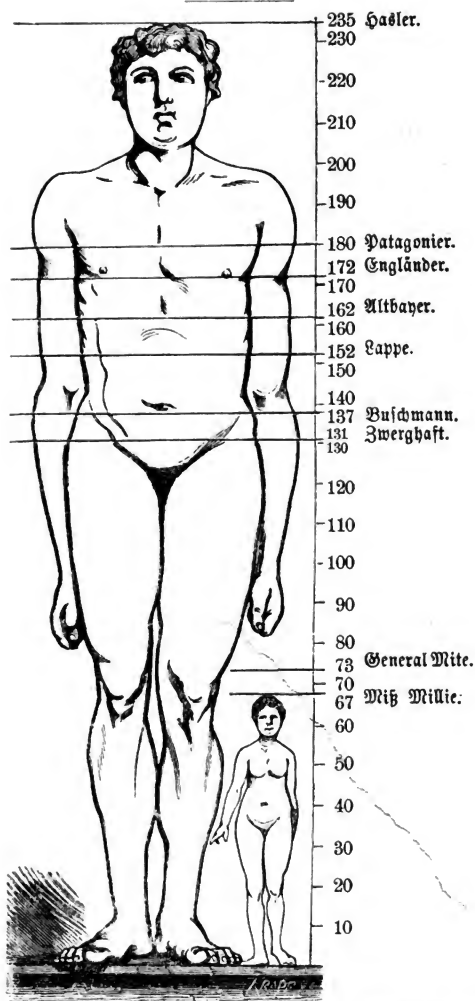 235 Hasler.
230
220
210
200
190
180 Patagonier.
172 Engländer.
170
162 Altbayer.
160
152 Lappe.
150
140
137 Buschmann.
131 Zwerghaft.
130
120
110
100
90
80
73 General Mite.
70
67 Miß Millie.
60
50
40
30
20
10